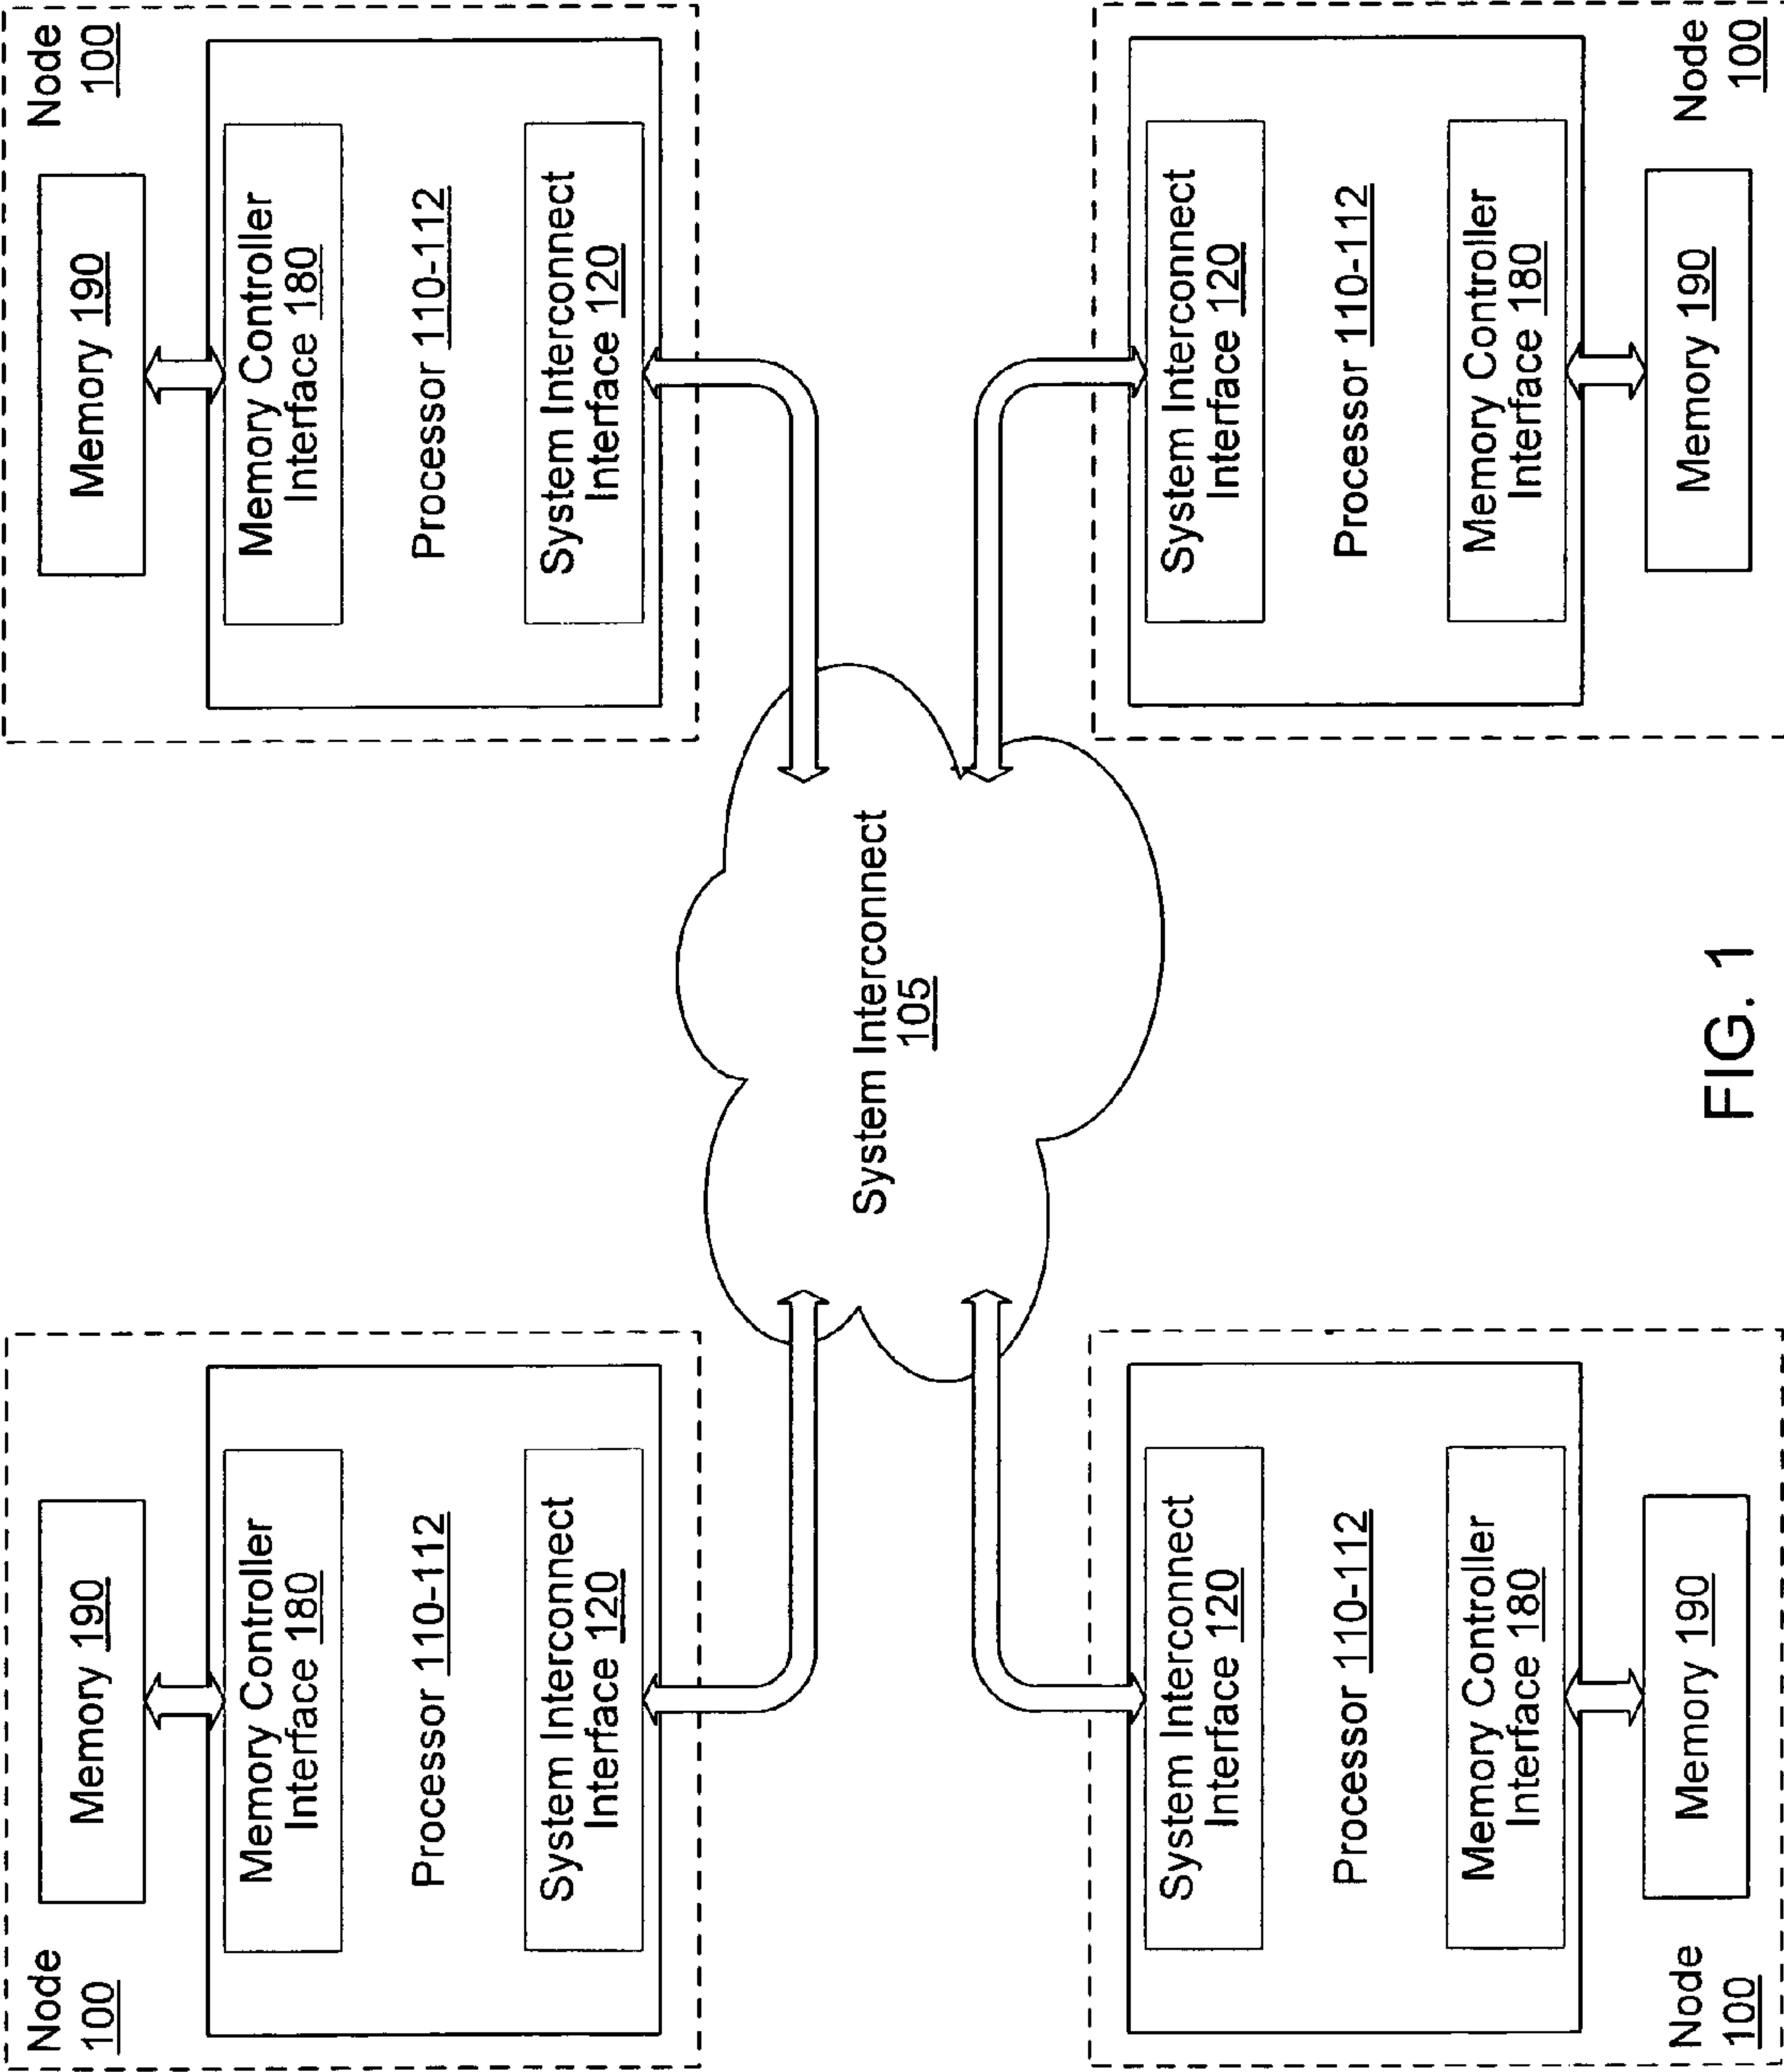 Node
100
Memory 190
Memory Controller
Interface 180
Processor 110-112
System Interconnect
Interface 120
Node
100
Memory 190
Memory Controller
Interface 180
Processor 110-112
System Interconnect
Interface 120
System Interconnect
105
System Interconnect
Interface 120
Processor 110-112
Memory Controller
Interface 180
Memory 190
Node
100
System Interconnect
Interface 120
Processor 110-112
Memory Controller
Interface 180
Memory 190
Node
100
FIG. 1